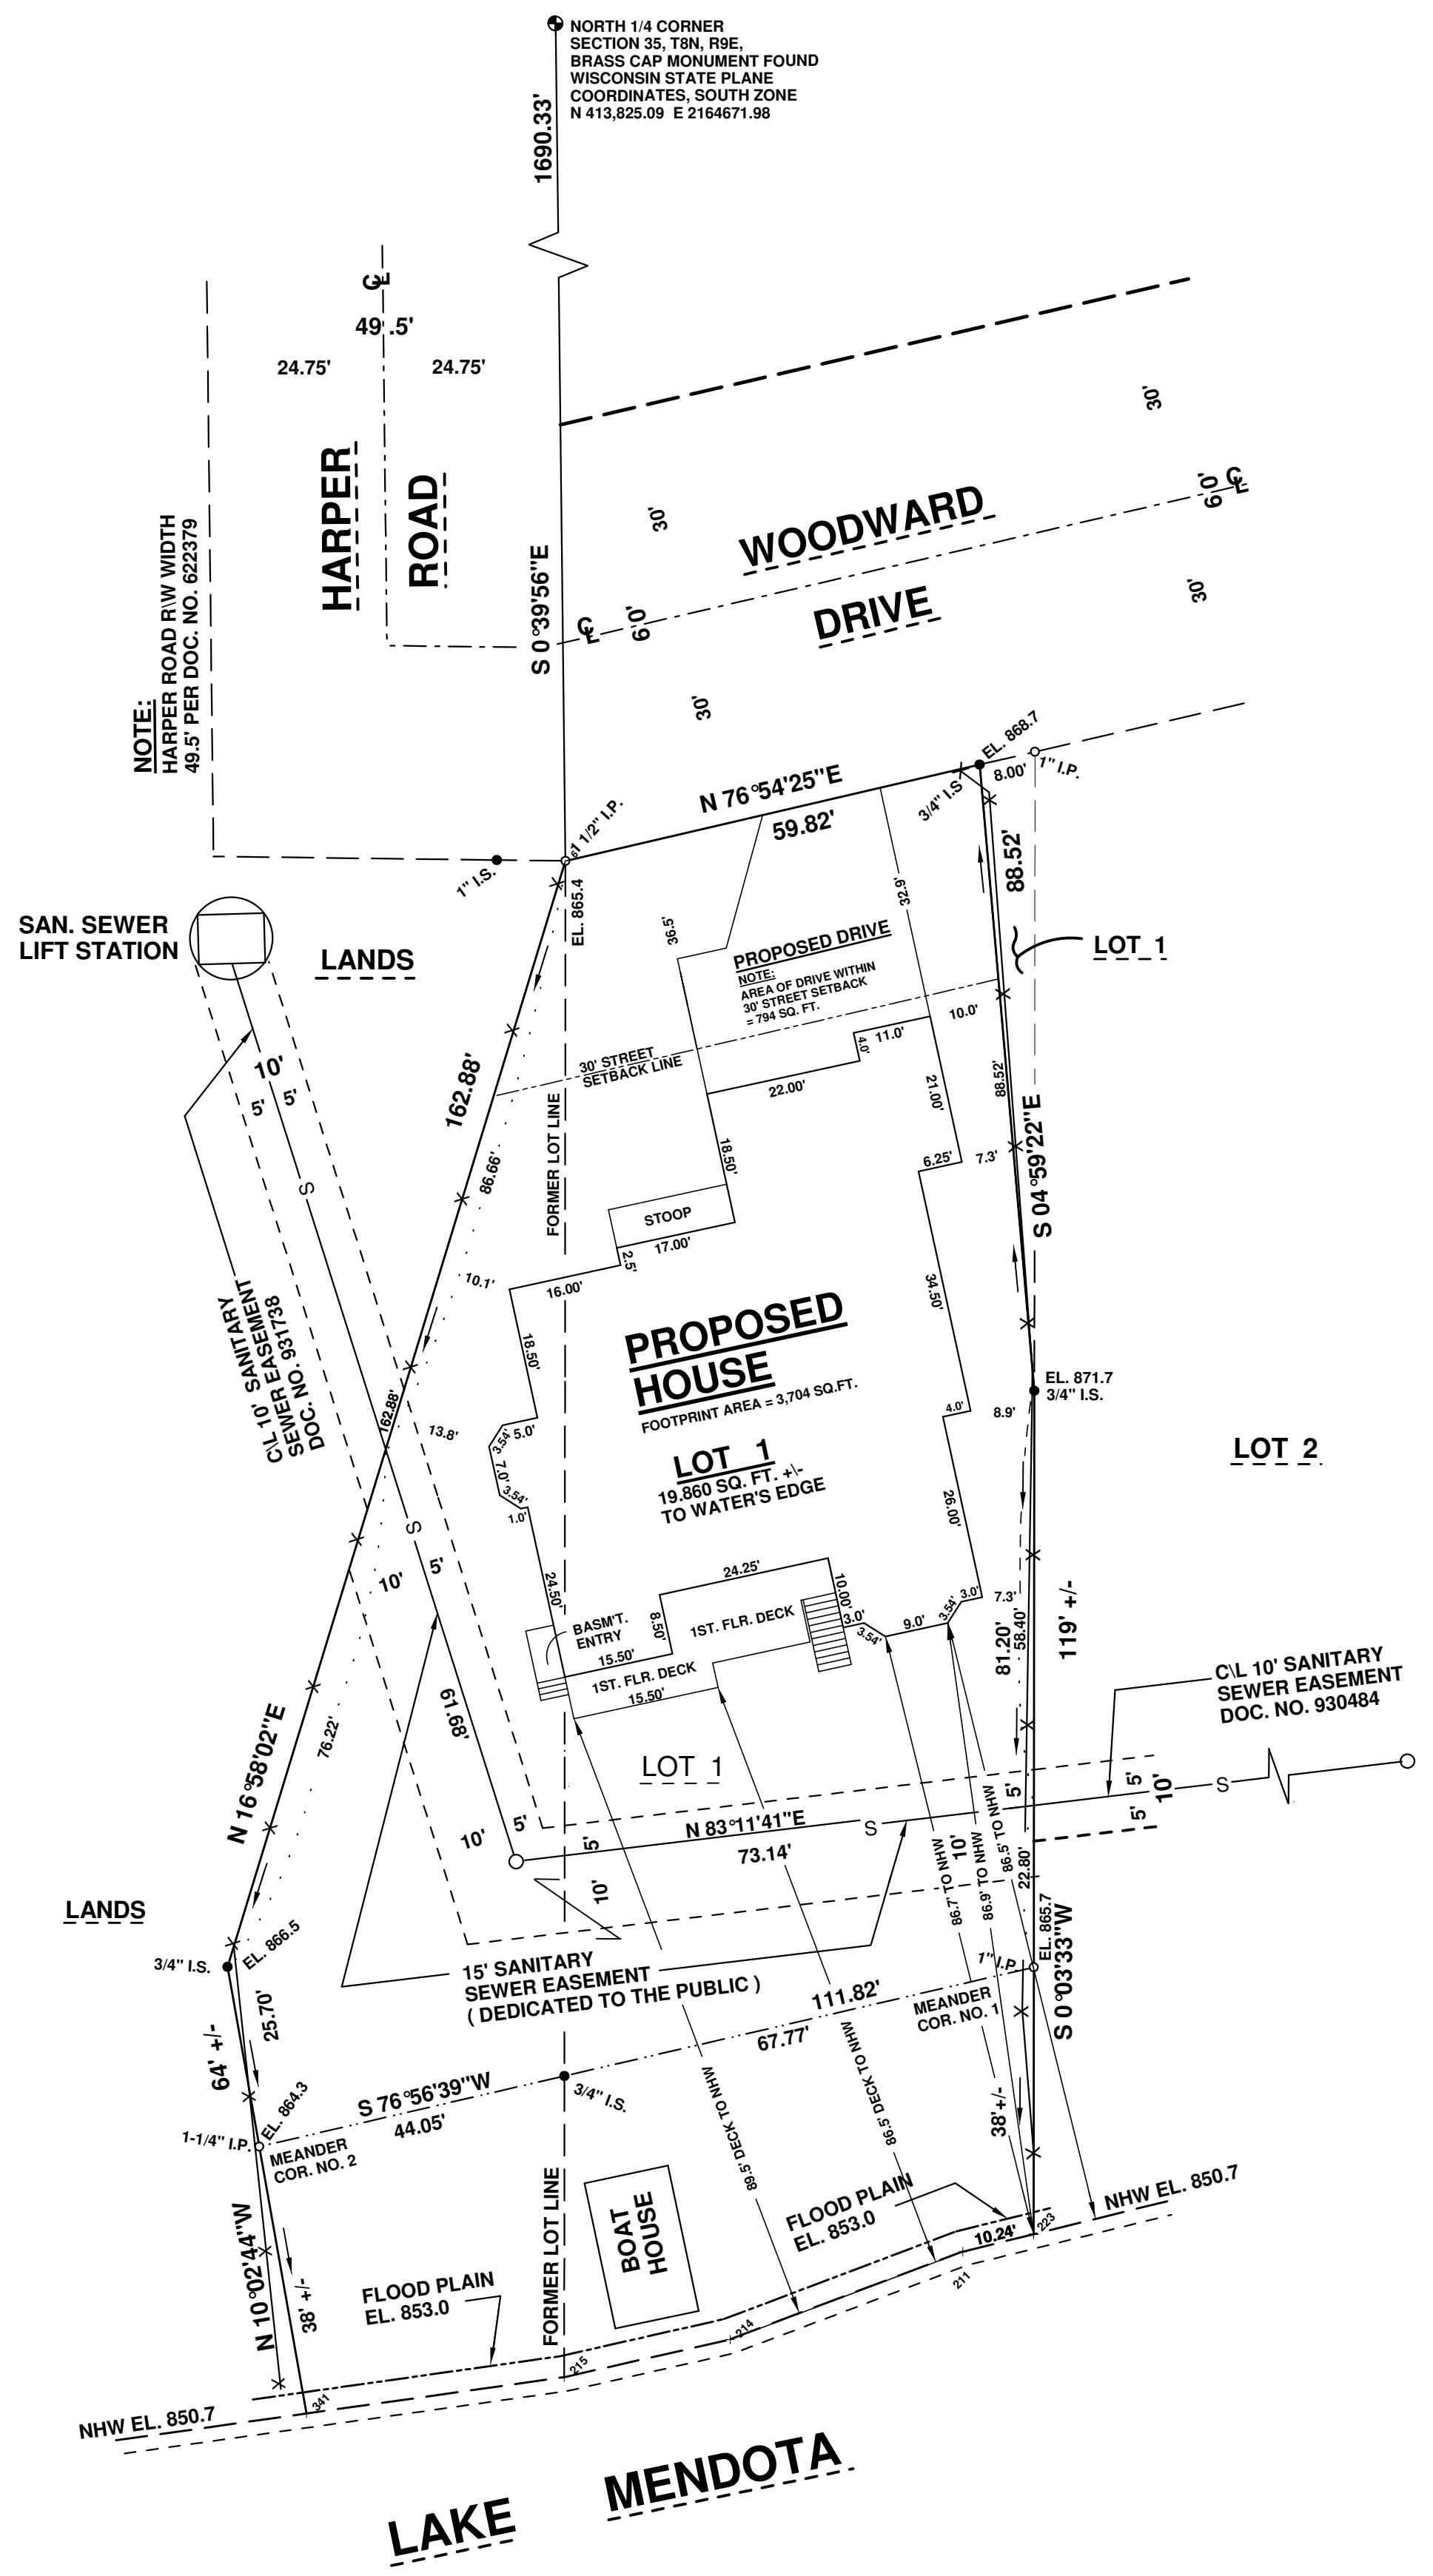 NORTH 1/4 CORNER
SECTION 35, T8N, R9E,
BRASS CAP MONUMENT FOUND
WISCONSIN STATE PLANE
COORDINATES, SOUTH ZONE
N 413,825.09 E 2164671.98
1690.33'
C\L
49.5'
24.75'
24.75'
HARPER
ROAD
NOTE:
HARPER ROAD R\W WIDTH
49.5' PER DOC. NO. 622379
S 0°39'56"E
30'
30'
WOODWARD
DRIVE
60'
C\L
60'
C\L
30'
30'
N 76°54'25"E
59.82'
EL. 868.7
8.00'
1" I.P.
3/4" I.S
1 1/2" I.P.
67
1" I.S.
EL. 865.4
88.52'
SAN. SEWER
LIFT STATION
LANDS
LOT 1
36.5'
32.9'
PROPOSED DRIVE
NOTE:
AREA OF DRIVE WITHIN
30' STREET SETBACK
= 794 SQ. FT.
10.0'
11.0'
4.0'
30' STREET
SETBACK LINE
22.00'
21.00'
88.52'
S 04°59'22"E
10'
5'
5'
162.88'
86.66'
FORMER LOT LINE
18.50'
6.25'
7.3'
S
STOOP
17.00'
2.5'
16.00'
10.1'
34.50'
C\L 10' SANITARY
SEWER EASEMENT
DOC. NO. 931738
18.50'
PROPOSED
HOUSE
FOOTPRINT AREA = 3,704 SQ.FT.
EL. 871.7
3/4" I.S.
4.0'
8.9'
162.88'
13.8'
5.0'
3.54'
7.0'
3.54'
1.0'
LOT 1
19.860 SQ. FT. +\-
TO WATER'S EDGE
LOT 2
26.00'
S
10'
5'
24.50'
24.25'
10.00'
8.50'
BASM'T.
ENTRY
15.50'
1ST. FLR. DECK
1ST. FLR. DECK
15.50'
3.0'
3.54'
9.0'
3.54'
3.0'
7.3'
81.20'
58.40'
119' +/-
C\L 10' SANITARY
SEWER EASEMENT
DOC. NO. 930484
61.68'
76.22'
N 16°58'02"E
LOT 1
5'
5'
10'
5'
S
10'
5'
5'
N 83°11'41"E
73.14'
S
10'
10'
86.7' TO NHW
86.9' TO NHW
86.5' TO NHW
22.80'
EL. 865.7
S 0°03'33"W
1" I.P.
LANDS
3/4" I.S.
EL. 866.5
15' SANITARY
SEWER EASEMENT
( DEDICATED TO THE PUBLIC )
111.82'
67.77'
MEANDER
COR. NO. 1
25.70'
64' +/-
S 76°56'39"W
44.05'
3/4" I.S.
EL. 864.3
1-1/4" I.P.
MEANDER
COR. NO. 2
89.5' DECK TO NHW
86.5' DECK TO NHW
38'+/-
N 10°02'44"W
38' +/-
FORMER LOT LINE
BOAT
HOUSE
FLOOD PLAIN
EL. 853.0
10.24'
223
NHW EL. 850.7
211
FLOOD PLAIN
EL. 853.0
214
215
341
NHW EL. 850.7
LAKE MENDOTA